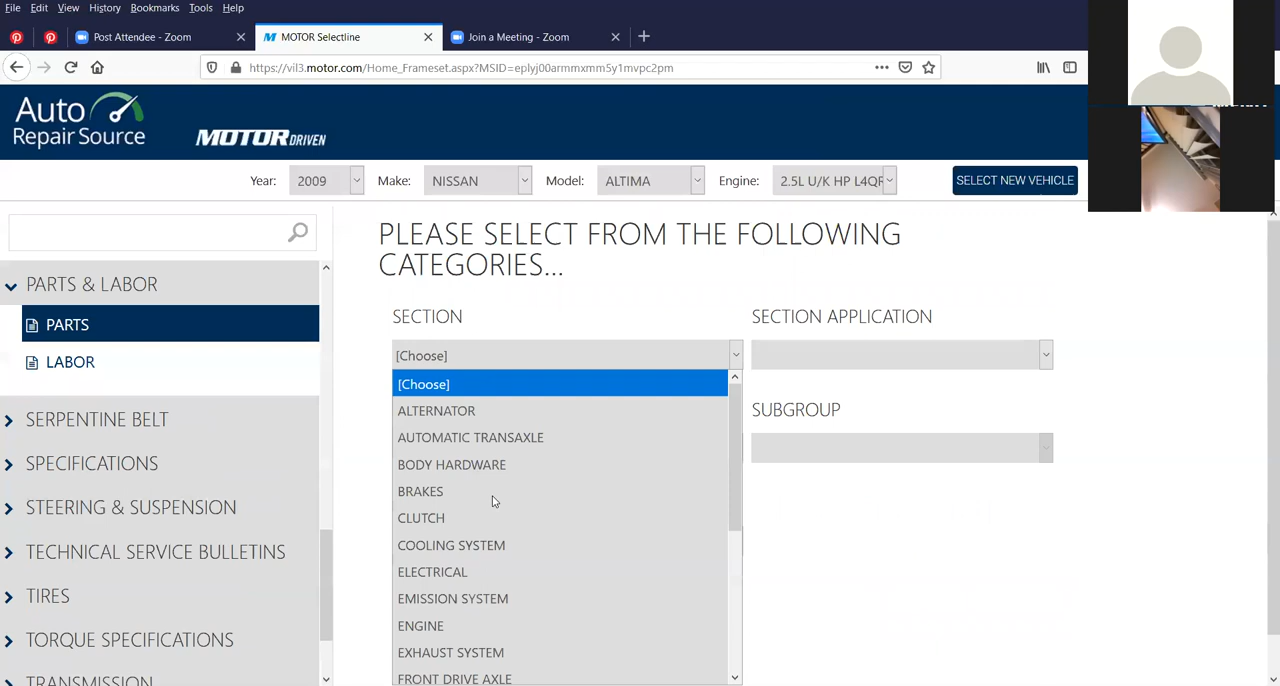 File Edit View History Bookmarks Tools Help
Post Attendee - Zoom
MOTOR Selectline
Join a Meeting - Zoom
https://vil3.motor.com/Home_Frameset.aspx?MSID=eplyj00armmxmm5y1mvpc2pm
Auto
Repair Source
MOTOR DRIVEN
Year: 2009 Make: NISSAN Model: ALTIMA Engine: 2.5L U/K HP L4QF
SELECT NEW VEHICLE
PARTS & LABOR
PARTS
LABOR
SERPENTINE BELT
SPECIFICATIONS
STEERING & SUSPENSION
TECHNICAL SERVICE BULLETINS
TIRES
TORQUE SPECIFICATIONS
TRANSMISSION
PLEASE SELECT FROM THE FOLLOWING
CATEGORIES...
SECTION
[Choose]
[Choose]
ALTERNATOR
AUTOMATIC TRANSAXLE
BODY HARDWARE
BRAKES
CLUTCH
COOLING SYSTEM
ELECTRICAL
EMISSION SYSTEM
ENGINE
EXHAUST SYSTEM
FRONT DRIVE AXLE
SECTION APPLICATION
SUBGROUP